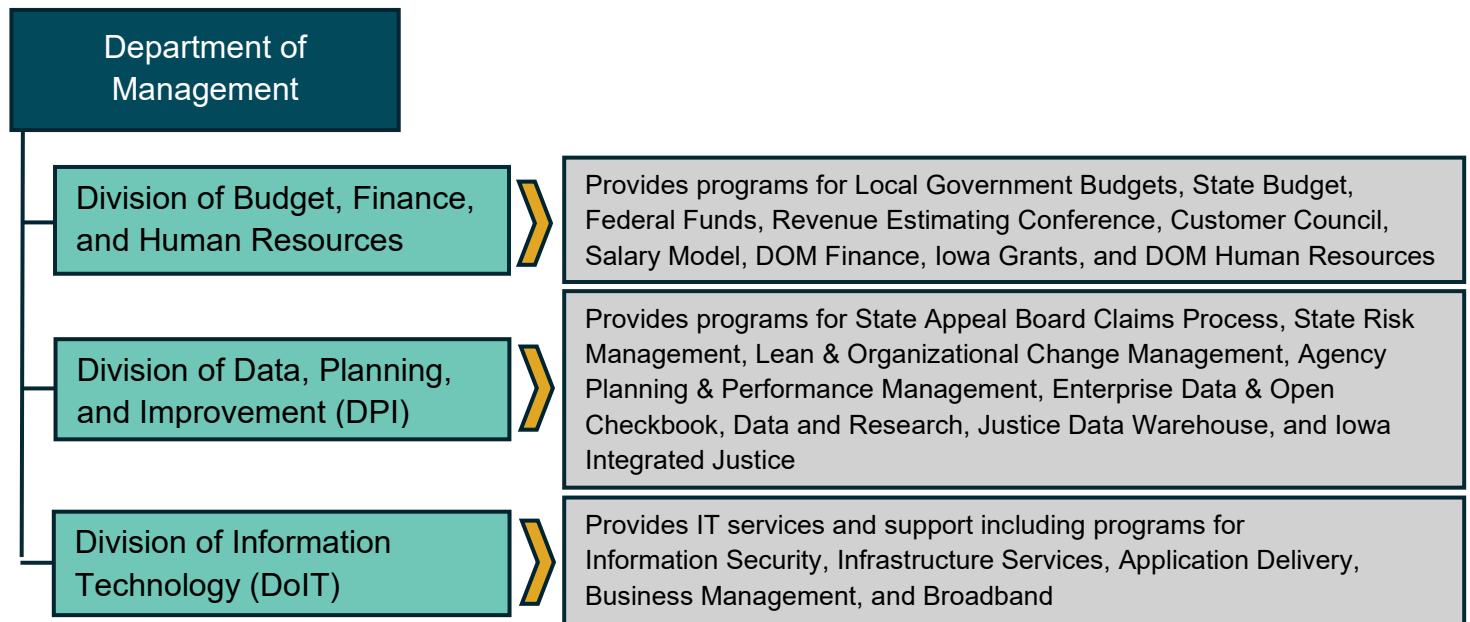 Department of
Management
Division of Budget, Finance,
and Human Resources
Provides programs for Local Government Budgets, State Budget,
Federal Funds, Revenue Estimating Conference, Customer Council,
Salary Model, DOM Finance, Iowa Grants, and DOM Human Resources
Division of Data, Planning,
and Improvement (DPI)
Provides programs for State Appeal Board Claims Process, State Risk
Management, Lean & Organizational Change Management, Agency
Planning & Performance Management, Enterprise Data & Open
Checkbook, Data and Research, Justice Data Warehouse, and Iowa
Integrated Justice
Division of Information
Technology (DoIT)
Provides IT services and support including programs for
Information Security, Infrastructure Services, Application Delivery,
Business Management, and Broadband